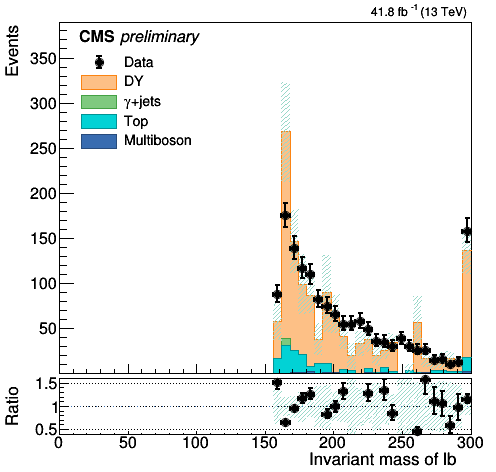 41.8 fb⁻¹ (13 TeV)
CMS preliminary
Data
DY
γ+jets
Top
Multiboson
Events
350
300
250
200
150
100
50
Ratio
1.5
1
0.5
0 50 100 150 200 250 300
Invariant mass of lb